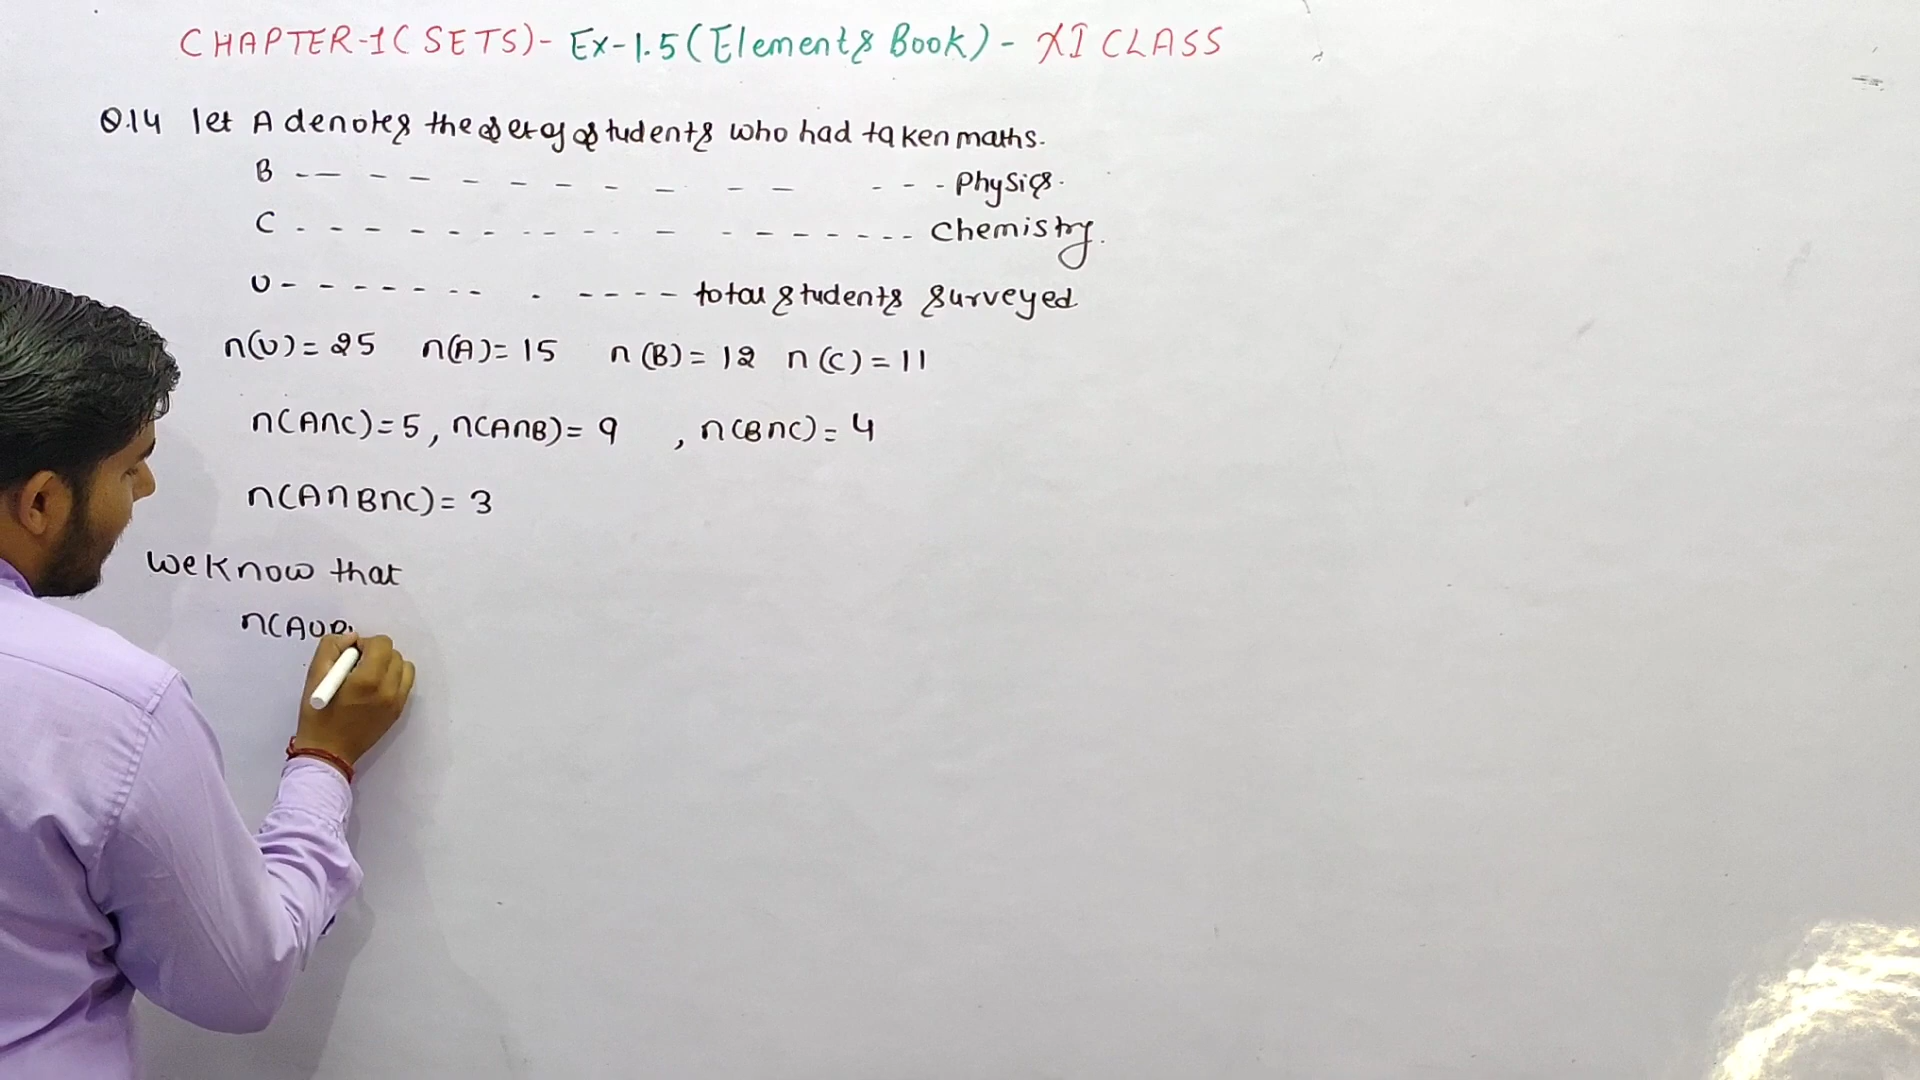 CHAPTER-1(SETS)- Ex-1.5(Elements Book)- XI CLASS
Q.14 let A denotes the set of students who had taken maths.
B -- - - - - - - - - - - - - - Physics.
C . - - - - - - - - - - - - - - - - - ... Chemistry.
U - - - - - - - - . - - - - total students surveyed
n(U)= 25 n(A)= 15 n(B)= 12 n(C)= 11
n(A∩C)=5, n(A∩B)= 9 , n(B∩C)= 4
n(A∩B∩C)= 3
We know that
n(A∪B